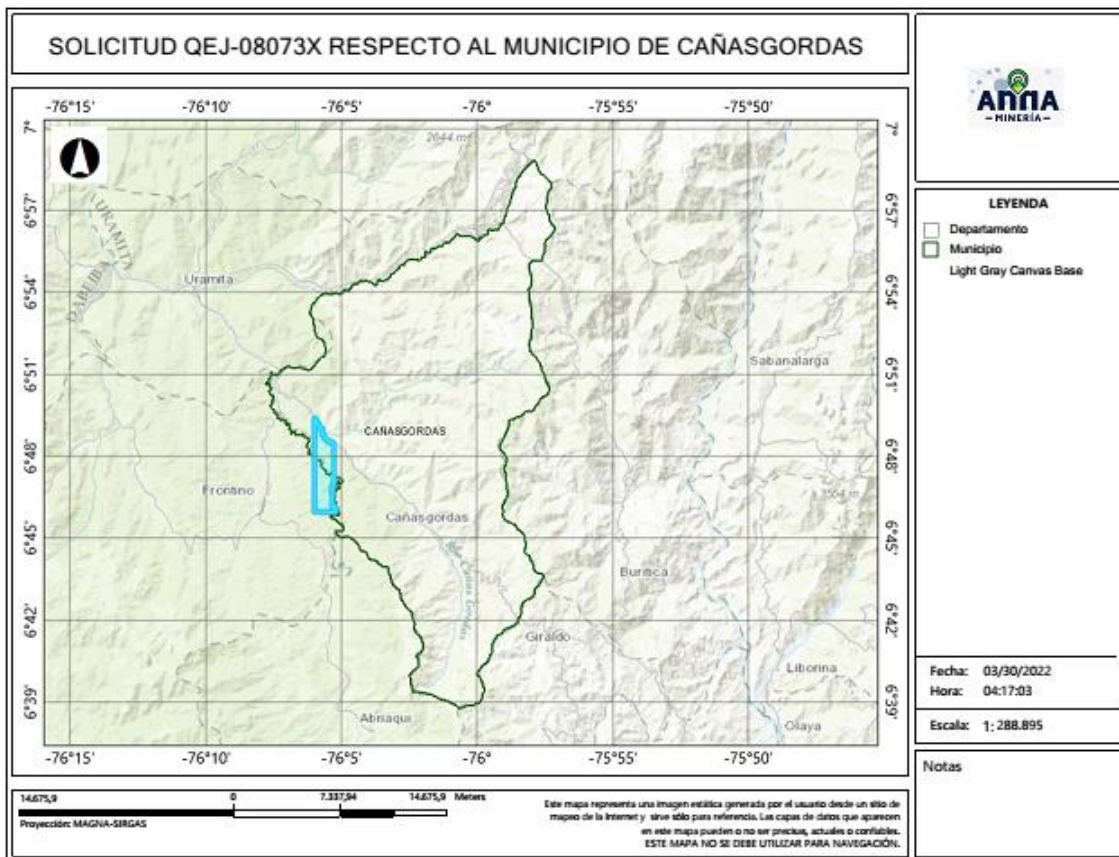 SOLICITUD QEJ-08073X RESPECTO AL MUNICIPIO DE CAÑASGORDAS
ANNA
- MINERÍA -
-76°15' -76°10' -76°5' -76° -75°55' -75°50'
7° 7°
2644 m
6°57' 6°57'
URAMITA
DABEIBA
Uramita
6°54' 6°54'
Sabanalarga
6°51' 6°51'
CAÑASGORDAS
6°48' 6°48'
Frontino
Cañasgordas
6°45' 6°45'
Buritica
6°42' 6°42'
Giraldo
Liborina
6°39' 6°39'
Abriaqui
Olaya
-76°15' -76°10' -76°5' -76° -75°55' -75°50'
LEYENDA
Departamento
Municipio
Light Gray Canvas Base
Fecha: 03/30/2022
Hora: 04:17:03
Escala: 1: 288.895
Notas
14.675,9 0 7.337,94 14.675,9 Meters
Proyección: MAGNA-SIRGAS
Este mapa representa una imagen estática generada por el usuario desde un sitio de
mapeo de la Internet y sirve sólo para referencia. Las capas de datos que aparecen
en este mapa pueden o no ser precisas, actuales o confiables.
ESTE MAPA NO SE DEBE UTILIZAR PARA NAVEGACIÓN.